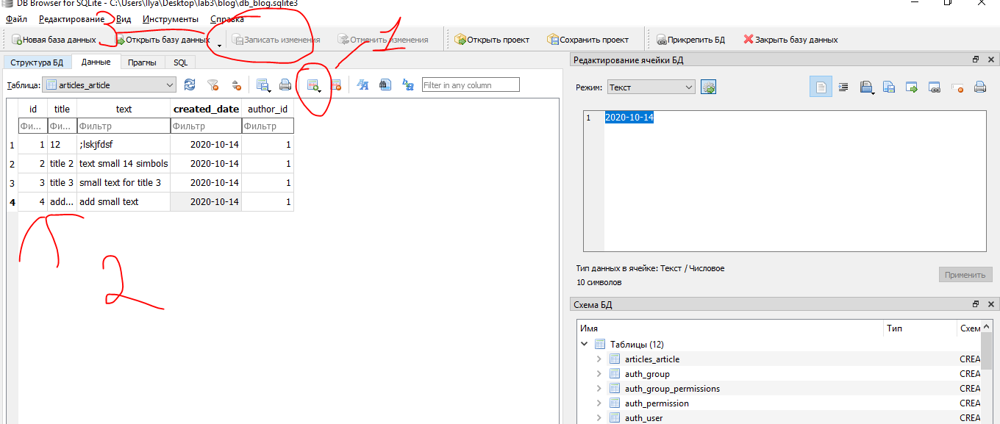 DB Browser for SQLite - C:\Users\Ilya\Desktop\lab3\blog\db_blog.sqlite3
Файл Редактирование Вид Инструменты Справка
3 1
Новая база данных Открыть базу данных Записать изменения Отменить изменения Открыть проект Сохранить проект Прикрепить БД Закрыть базу данных
Структура БД Данные Прагмы SQL
Таблица: articles_article Filter in any column
id title text created_date author_id
Фи... Фи... Фильтр Фильтр Фильтр
1 1 12 ;lskjfdsf 2020-10-14 1
2 2 title 2 text small 14 simbols 2020-10-14 1
3 3 title 3 small text for title 3 2020-10-14 1
4 4 add... add small text 2020-10-14 1
2
Редактирование ячейки БД
Режим: Текст
1 2020-10-14
Тип данных в ячейке: Текст / Числовое
10 символов
Применить
Схема БД
Имя Тип Схем
Таблицы (12)
articles_article CREA
auth_group CREA
auth_group_permissions CREA
auth_permission CREA
auth_user CREA